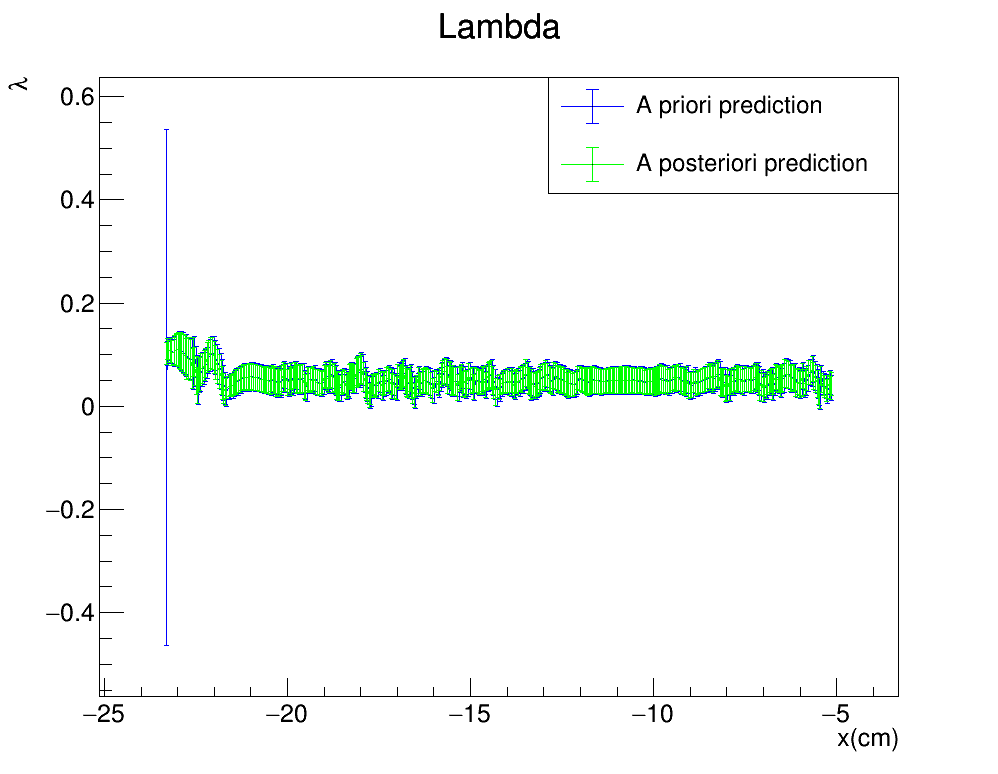 Lambda
λ
A priori prediction
A posteriori prediction
0.6
0.4
0.2
0
−0.2
−0.4
−25 −20 −15 −10 −5
x(cm)